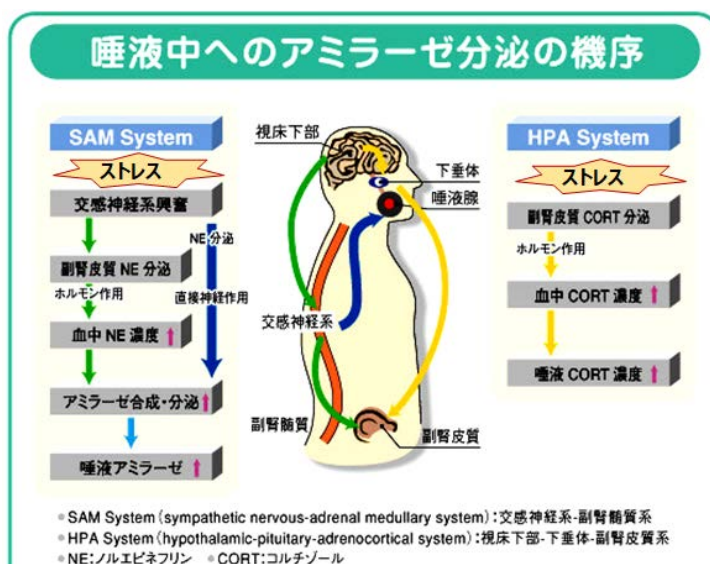 唾液中へのアミラーゼ分泌の機序
SAM System
ストレス
交感神経系興奮
NE 分泌
副腎皮質 NE 分泌
ホルモン作用
直接神経作用
血中 NE 濃度
アミラーゼ合成・分泌
唾液アミラーゼ
視床下部
下垂体
唾液腺
交感神経系
副腎髄質
副腎皮質
HPA System
ストレス
副腎皮質 CORT 分泌
ホルモン作用
血中 CORT 濃度
唾液 CORT 濃度
SAM System(sympathetic nervous-adrenal medullary system):交感神経系-副腎髄質系
HPA System(hypothalamic-pituitary-adrenocortical system):視床下部-下垂体-副腎皮質系
NE:ノルエピネフリン CORT:コルチゾール